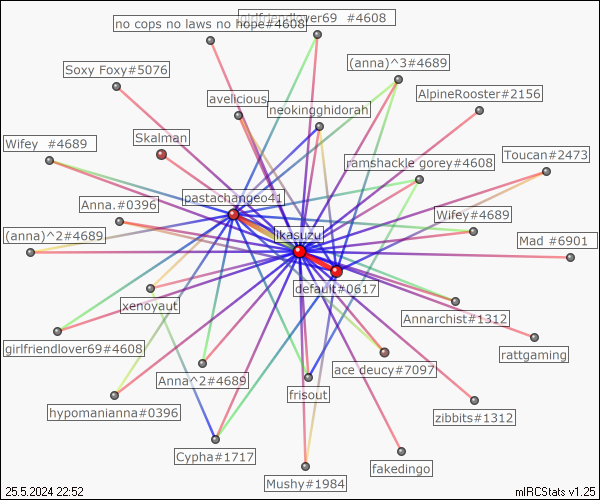 girlfriendlover69 #4608
no cops no laws no hope#4608
(anna)^3#4689
Soxy Foxy#5076
AlpineRooster#2156
avelicious
neokingghidorah
Skalman
Wifey #4689
Toucan#2473
ramshackle gorey#4608
pastachangeo41
Anna.#0396
Wifey#4689
(anna)^2#4689
ikasuzu
Mad #6901
default#0617
xenoyaut
Annarchist#1312
girlfriendlover69#4608
rattgaming
ace deucy#7097
Anna^2#4689
frisout
hypomanianna#0396
zibbits#1312
Cypha#1717
fakedingo
Mushy#1984
25.5.2024 22:52
mIRCStats v1.25